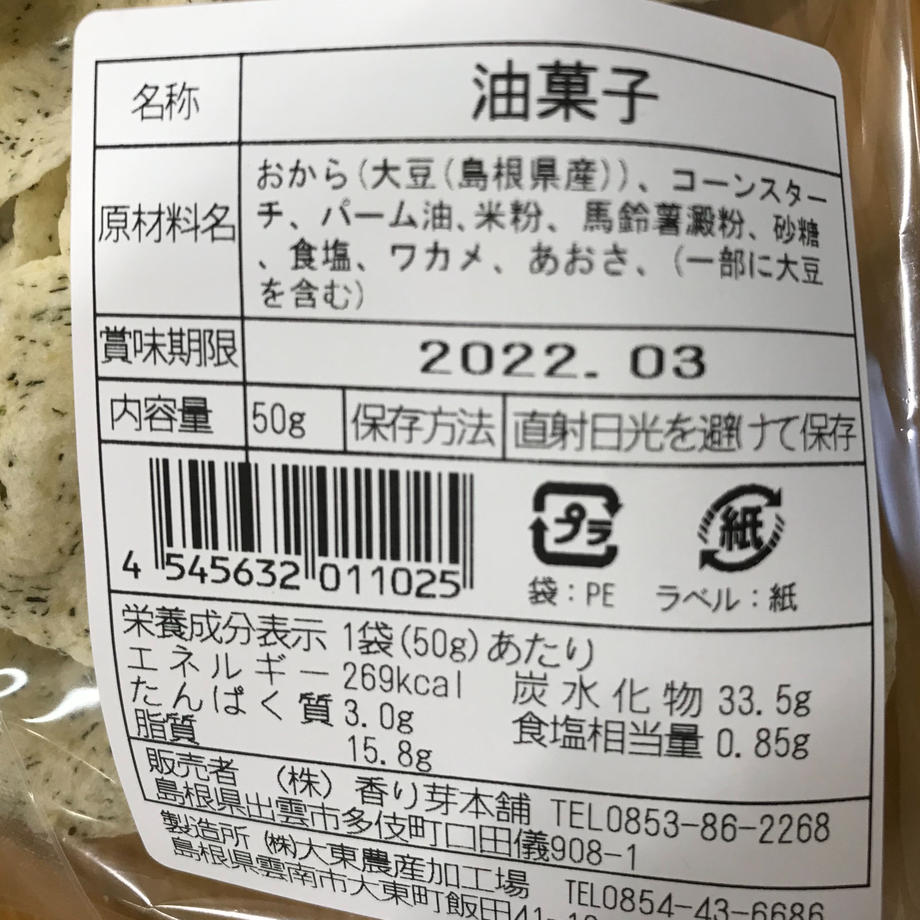 名称 油菓子
原材料名 おから(大豆(島根県産))、コーンスター
チ、パーム油、米粉、馬鈴薯澱粉、砂糖
、食塩、ワカメ、あおさ、(一部に大豆
を含む)
賞味期限 2022.03
内容量 50g 保存方法 直射日光を避けて保存
プラ 紙
袋:PE ラベル:紙
4 545632 011025
栄養成分表示 1袋(50g)あたり
エネルギー 269kcal 炭水化物 33.5g
たんぱく質 3.0g 食塩相当量 0.85g
脂質 15.8g
販売者 (株)香り芽本舗 TEL0853-86-2268
島根県出雲市多伎町口田儀908-1
製造所 ㈱大東農産加工場 TEL0854-43-6686
島根県雲南市大東町飯田41-